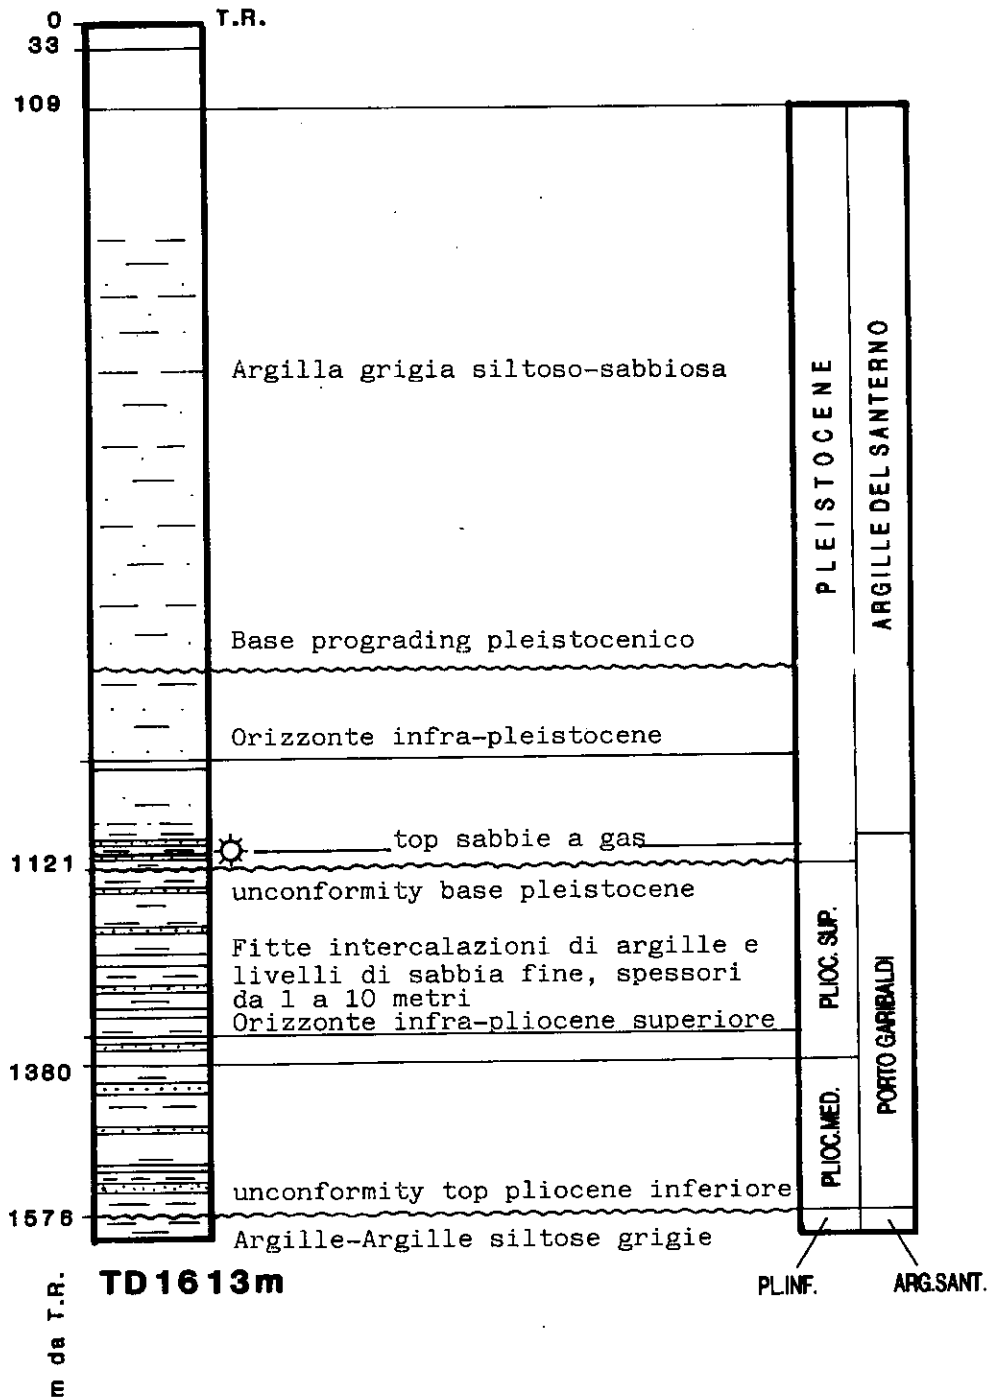 0 T.R.
33
109
Argilla grigia siltoso-sabbiosa
Base prograding pleistocenico
Orizzonte infra-pleistocene
top sabbie a gas
1121
unconformity base pleistocene
Fitte intercalazioni di argille e
livelli di sabbia fine, spessori
da 1 a 10 metri
Orizzonte infra-pliocene superiore
1380
unconformity top pliocene inferiore
1578
Argille-Argille siltose grigie
TD1613m
m da T.R.
PLEISTOCENE
ARGILLE DEL SANTERNO
PLIOC. SUP.
PORTO GARIBALDI
PLIOC.MED.
PL.INF.
ARG.SANT.